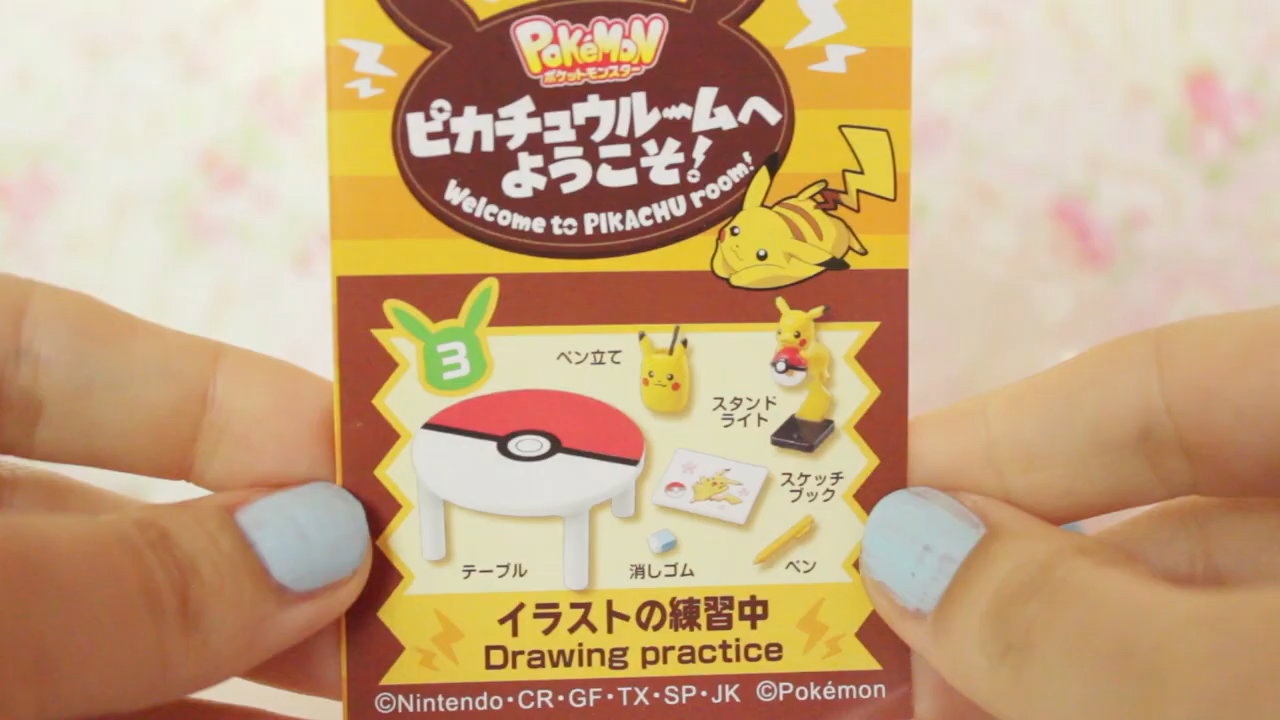 POKéMON
ポケットモンスター
ピカチュウルームへ
ようこそ!
Welcome to PIKACHU room!
3
ペン立て
スタンド
ライト
スケッチ
ブック
テーブル
消しゴム
ペン
イラストの練習中
Drawing practice
©Nintendo・CR・GF・TX・SP・JK ©Pokémon